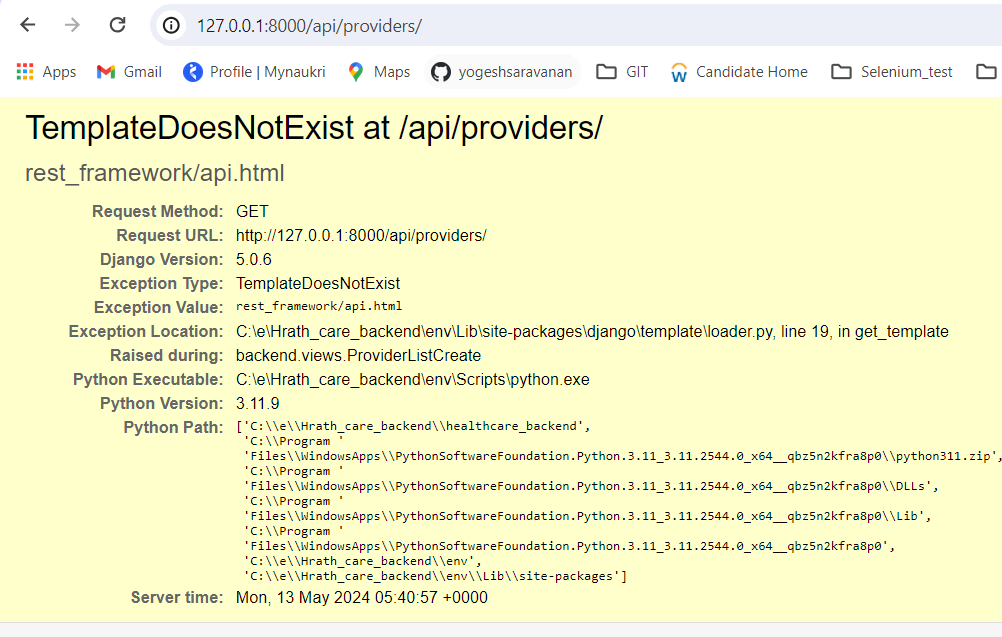 127.0.0.1:8000/api/providers/
Apps Gmail Profile | Mynaukri Maps yogeshsaravanan GIT Candidate Home Selenium_test
TemplateDoesNotExist at /api/providers/
rest_framework/api.html
Request Method: GET
Request URL: http://127.0.0.1:8000/api/providers/
Django Version: 5.0.6
Exception Type: TemplateDoesNotExist
Exception Value: rest_framework/api.html
Exception Location: C:\e\Hrath_care_backend\env\Lib\site-packages\django\template\loader.py, line 19, in get_template
Raised during: backend.views.ProviderListCreate
Python Executable: C:\e\Hrath_care_backend\env\Scripts\python.exe
Python Version: 3.11.9
Python Path: ['C:\\e\\Hrath_care_backend\\healthcare_backend',
'C:\\Program '
'Files\\WindowsApps\\PythonSoftwareFoundation.Python.3.11_3.11.2544.0_x64__qbz5n2kfra8p0\\python311.zip',
'C:\\Program '
'Files\\WindowsApps\\PythonSoftwareFoundation.Python.3.11_3.11.2544.0_x64__qbz5n2kfra8p0\\DLLs',
'C:\\Program '
'Files\\WindowsApps\\PythonSoftwareFoundation.Python.3.11_3.11.2544.0_x64__qbz5n2kfra8p0\\Lib',
'C:\\Program '
'Files\\WindowsApps\\PythonSoftwareFoundation.Python.3.11_3.11.2544.0_x64__qbz5n2kfra8p0',
'C:\\e\\Hrath_care_backend\\env',
'C:\\e\\Hrath_care_backend\\env\\Lib\\site-packages']
Server time: Mon, 13 May 2024 05:40:57 +0000